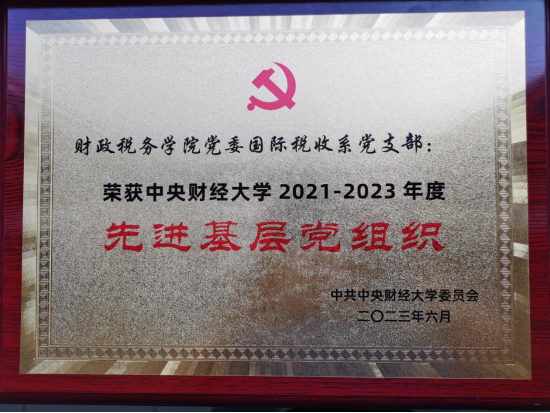 财政税务学院党委国际税收系党支部：
荣获中央财经大学 2021-2023 年度
先进基层党组织
中共中央财经大学委员会
二〇二三年六月